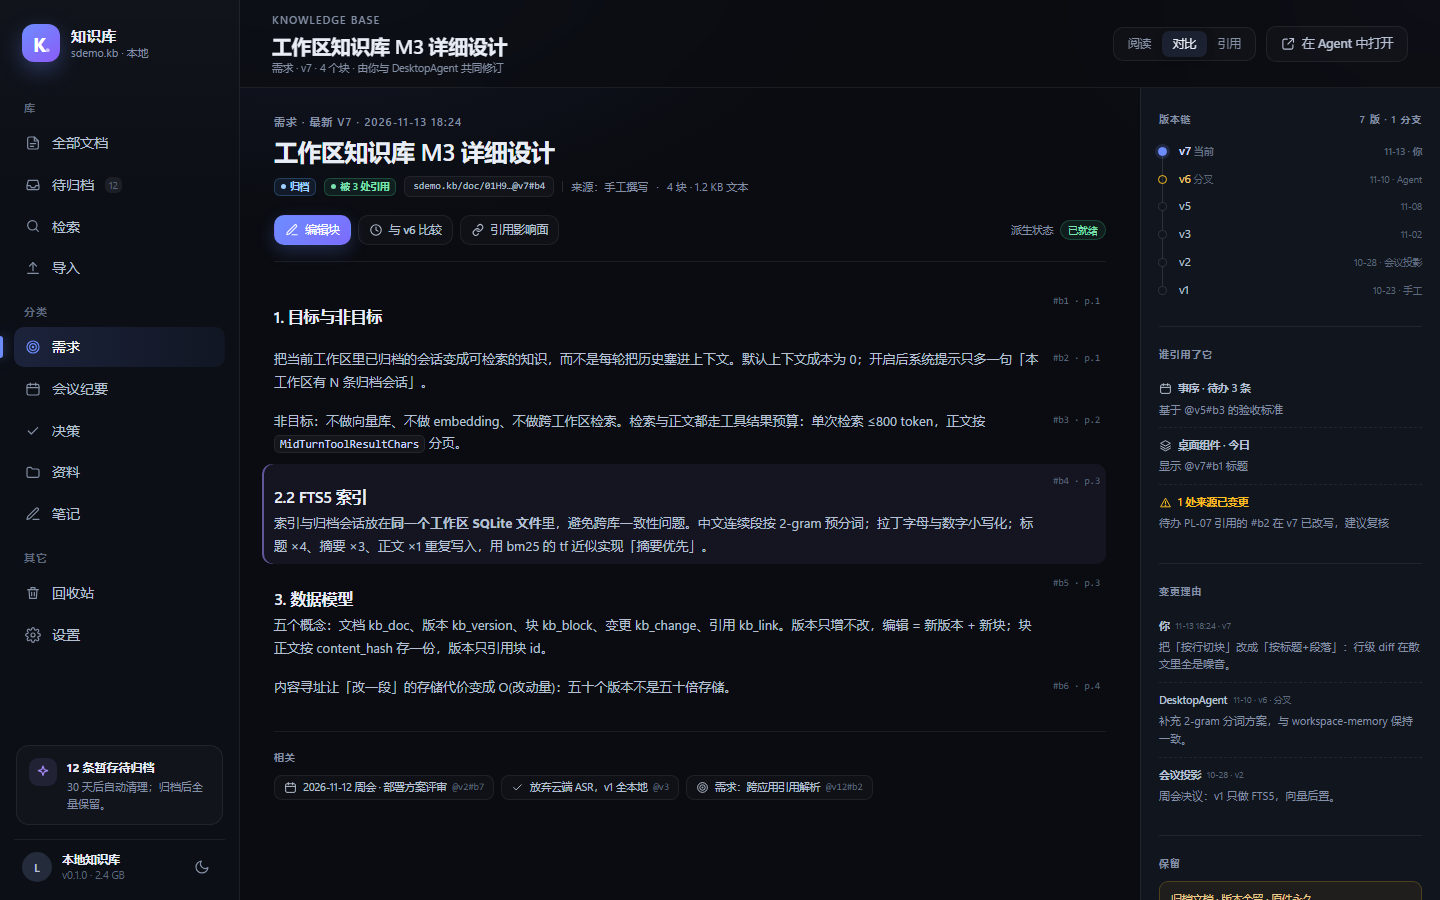 K.
知识库
sdemo.kb · 本地
库
全部文档
待归档 12
检索
导入
分类
需求
会议纪要
决策
资料
笔记
其它
回收站
设置
12 条暂存待归档
30 天后自动清理；归档后全
量保留。
L
本地知识库
v0.1.0 · 2.4 GB
KNOWLEDGE BASE
工作区知识库 M3 详细设计
需求 · v7 · 4 个块 · 由你与 DesktopAgent 共同修订
阅读 对比 引用
在 Agent 中打开
需求 · 最新 V7 · 2026-11-13 18:24
工作区知识库 M3 详细设计
归档 被 3 处引用 sdemo.kb/doc/01H9…@v7#b4 来源：手工撰写 · 4 块 · 1.2 KB 文本
编辑块 与 v6 比较 引用影响面 派生状态 已就绪
#b1 · p.1
1. 目标与非目标
把当前工作区里已归档的会话变成可检索的知识，而不是每轮把历史塞进上下文。默认上下文成本为 0；开启后系统提示只多一句「本 #b2 · p.1
工作区有 N 条归档会话」。
非目标：不做向量库、不做 embedding、不做跨工作区检索。检索与正文都走工具结果预算：单次检索 ≤800 token，正文按 #b3 · p.2
MidTurnToolResultChars 分页。
#b4 · p.3
2.2 FTS5 索引
索引与归档会话放在同一个工作区 SQLite 文件里，避免跨库一致性问题。中文连续段按 2-gram 预分词；拉丁字母与数字小写化；标
题 ×4、摘要 ×3、正文 ×1 重复写入，用 bm25 的 tf 近似实现「摘要优先」。
#b5 · p.3
3. 数据模型
五个概念：文档 kb_doc、版本 kb_version、块 kb_block、变更 kb_change、引用 kb_link。版本只增不改，编辑 = 新版本 + 新块；块
正文按 content_hash 存一份，版本只引用块 id。
内容寻址让「改一段」的存储代价变成 O(改动量)：五十个版本不是五十倍存储。 #b6 · p.4
相关
2026-11-12 周会 · 部署方案评审 @v2#b7
放弃云端 ASR，v1 全本地 @v3
需求：跨应用引用解析 @v12#b2
版本链 7 版 · 1 分支
v7 当前 11-13 · 你
v6 分叉 11-10 · Agent
v5 11-08
v3 11-02
v2 10-28 · 会议投影
v1 10-23 · 手工
谁引用了它
事序 · 待办 3 条
基于 @v5#b3 的验收标准
桌面组件 · 今日
显示 @v7#b1 标题
1 处来源已变更
待办 PL-07 引用的 #b2 在 v7 已改写，建议复核
变更理由
你 11-13 18:24 · v7
把「按行切块」改成「按标题+段落」：行级 diff 在散
文里全是噪音。
DesktopAgent 11-10 · v6 · 分叉
补充 2-gram 分词方案，与 workspace-memory 保持
一致。
会议投影 10-28 · v2
周会决议：v1 只做 FTS5，向量后置。
保留
归档文档 · 版本全留 · 原件永久